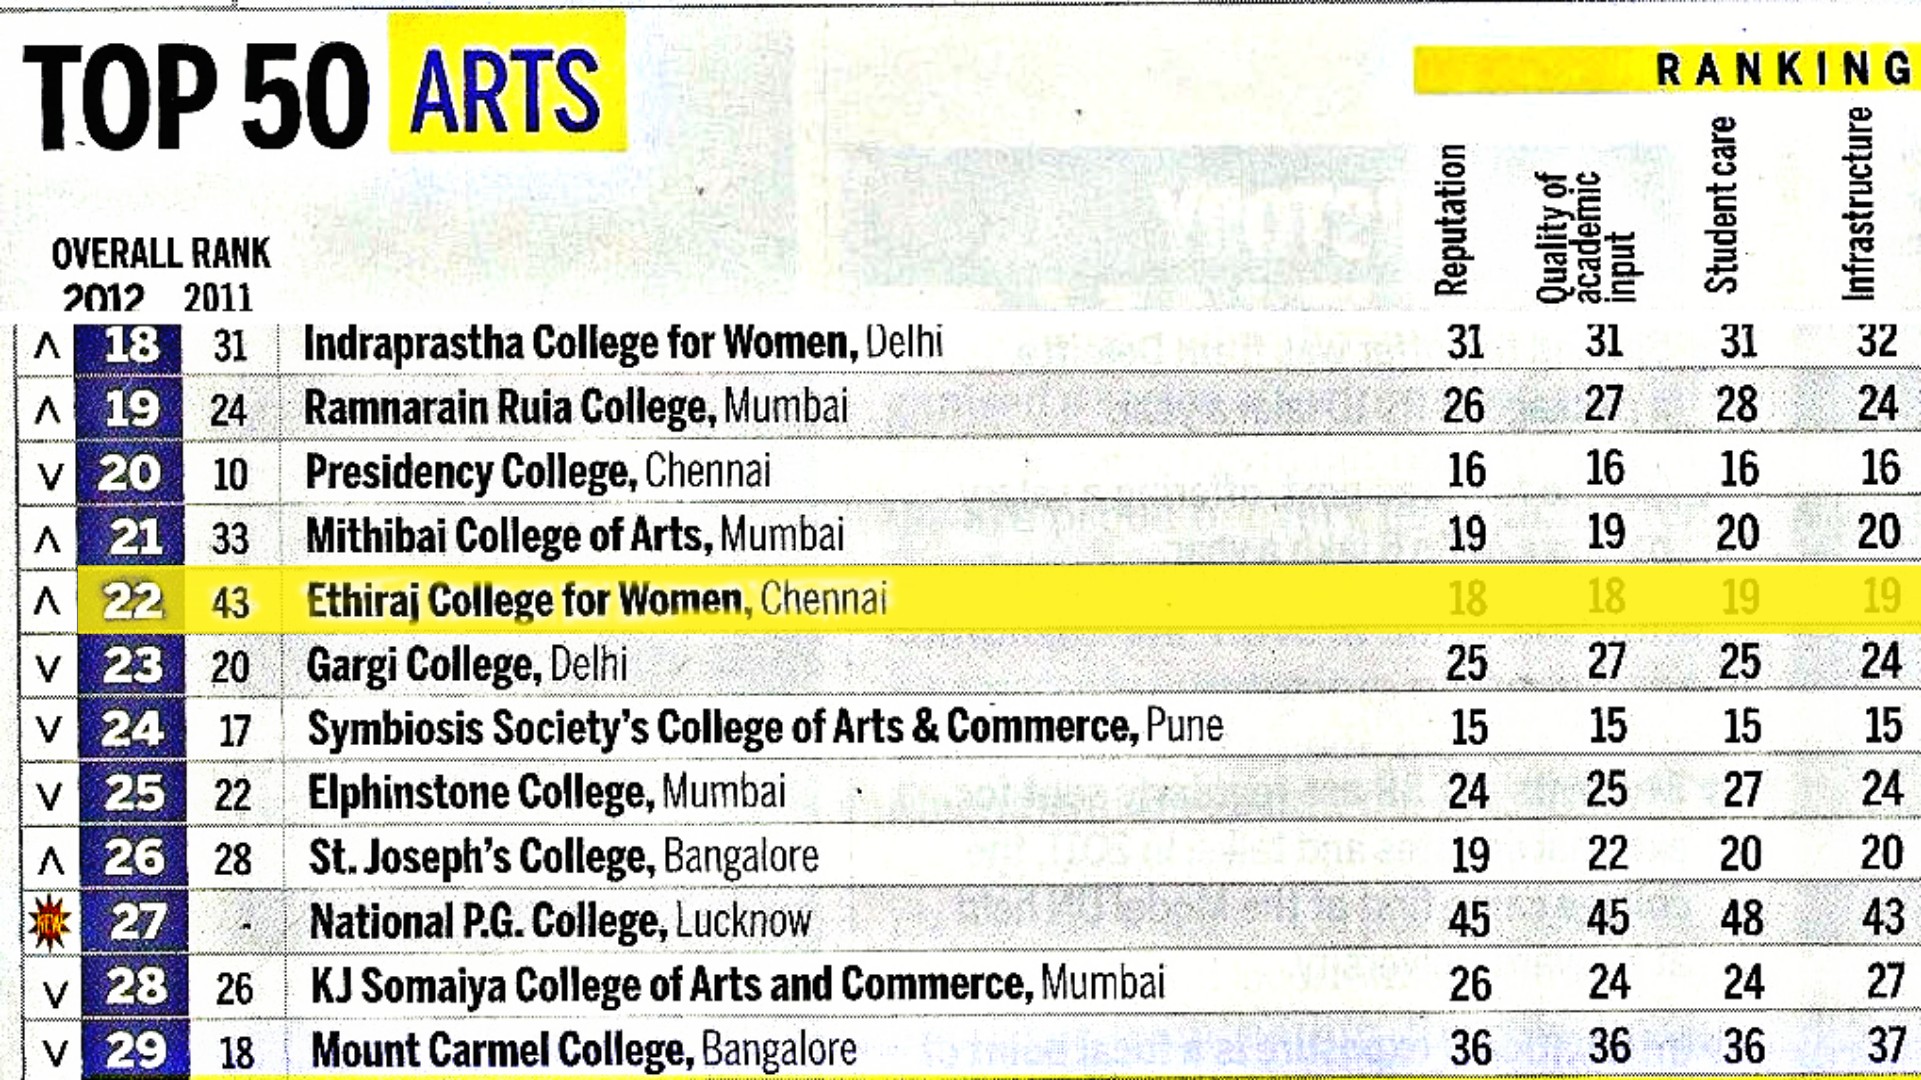 TOP 50 ARTS
RANKING
Reputation
Quality of academic input
Student care
Infrastructure
OVERALL RANK
2012 2011
∧ 18 31 Indraprastha College for Women, Delhi 31 31 31 32
∧ 19 24 Ramnarain Ruia College, Mumbai 26 27 28 24
∨ 20 10 Presidency College, Chennai 16 16 16 16
∧ 21 33 Mithibai College of Arts, Mumbai 19 19 20 20
∧ 22 43 Ethiraj College for Women, Chennai 18 18 19 19
∨ 23 20 Gargi College, Delhi 25 27 25 24
∨ 24 17 Symbiosis Society's College of Arts & Commerce, Pune 15 15 15 15
∨ 25 22 Elphinstone College, Mumbai 24 25 27 24
∧ 26 28 St. Joseph's College, Bangalore 19 22 20 20
NEW 27 - National P.G. College, Lucknow 45 45 48 43
∨ 28 26 KJ Somaiya College of Arts and Commerce, Mumbai 26 24 24 27
∨ 29 18 Mount Carmel College, Bangalore 36 36 36 37